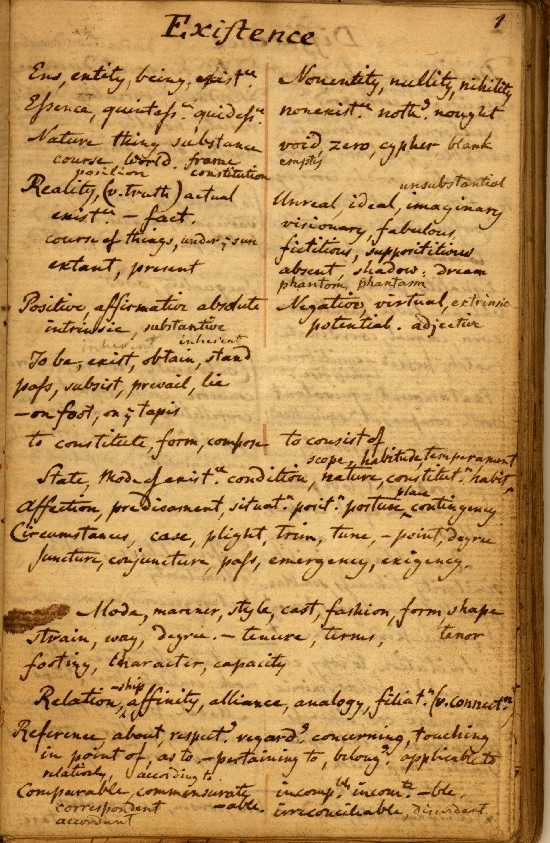 Existence
1
Ens, entity, being, exist.ce
Essence, quintess.ce, quidess.ce
Nature thing substance
course world. frame
position constitution
Reality, (v. truth) actual
exist.ce – fact.
course of things, under y.e sun
extant, present
Positive, affirmative absolute
intrinsic, substantive
inherent
To be, exist, obtain, stand
pass, subsist, prevail, lie
– on foot, on y.e tapis
to constitute, form, compose
Nonentity, nullity, nihility
nonexist.ce noth.g nought
void, zero, cypher blank
empty
unsubstantial
Unreal, ideal, imaginary
visionary, fabulous,
fictitious, supposititious
absent, shadow: dream
phantom phantasm
Negative, virtual, extrinsic
potential. adjective
to consist of
scope, habitude, temperament
State, Mode of exist.ce condition, nature, constitut.n habit
place
Affection, predicament, situat.n posit.n posture contingency
Circumstances, case, plight, trim, tune, – point, degree
Juncture, conjuncture pass, emergency, exigency.
Mode, manner, style, cast, fashion, form, shape
strain, way, degree. – tenure, terms, tenor
footing, character, capacity
–ship
Relation, affinity, alliance, analogy, filiat.n (v. connect.n)
Reference about, respect.g regard.g concerning, touching
in point of, as to – pertaining to, belong.g applicable to
relatively, according to
Comparable, commensurate –able.
correspondent
accordant
incomp.ble incom.te –ble.
irreconcilable, discordant